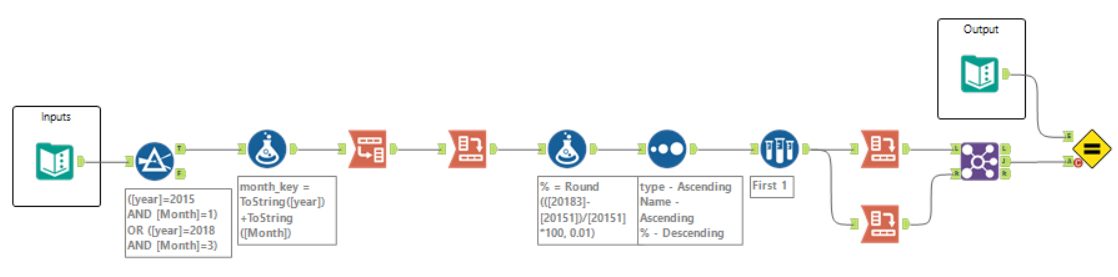 Output
Inputs
([year]=2015
AND [Month]=1)
OR ([year]=2018
AND [Month]=3)
month_key =
ToString([year])
+ToString
([Month])
% = Round
(([20183]-
[20151])/[20151]
*100, 0.01)
type - Ascending
Name -
Ascending
% - Descending
First 1
T
F
L
R
L
J
R